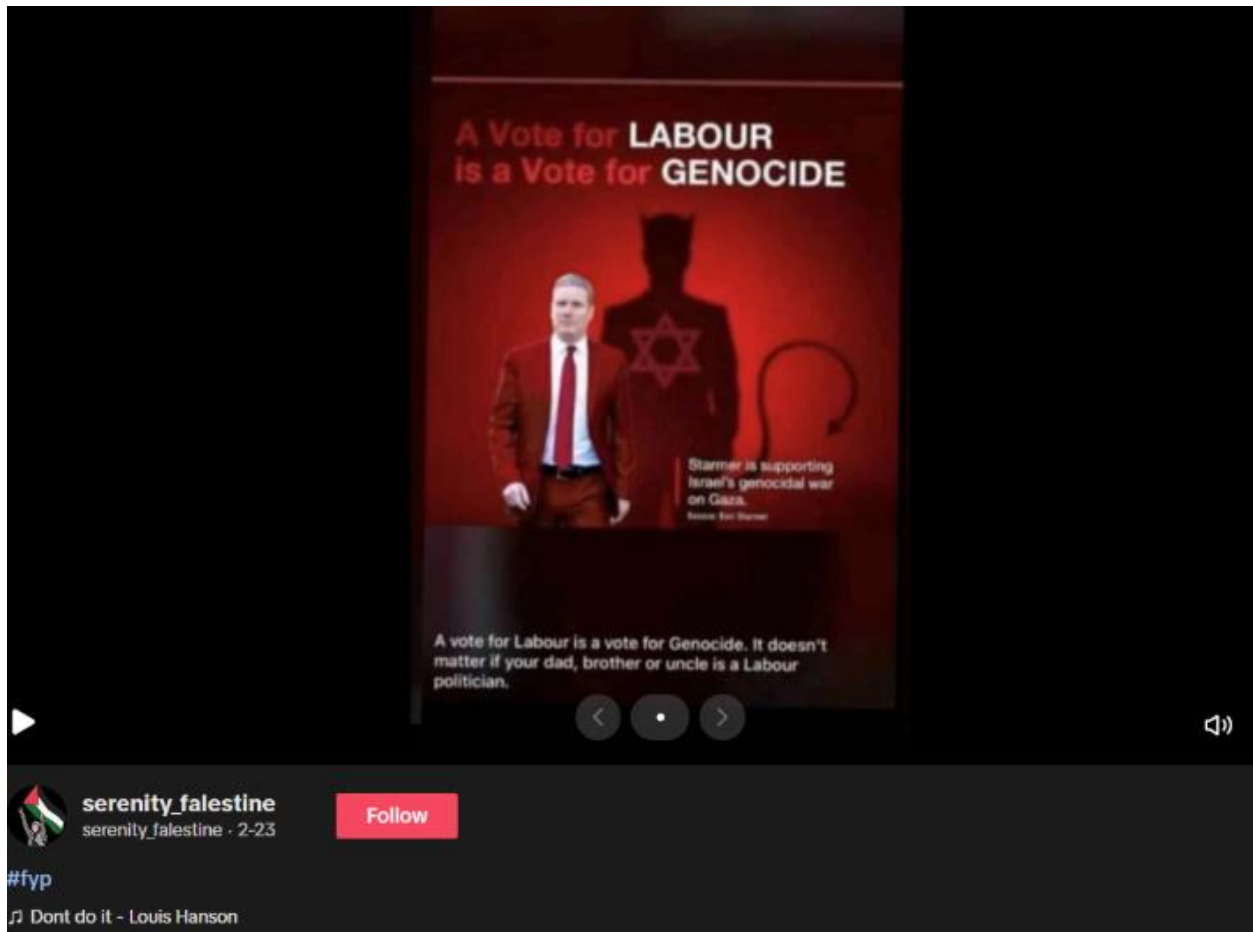 A Vote for LABOUR
is a Vote for GENOCIDE
Starmer is supporting
Israel's genocidal war
on Gaza.
A vote for Labour is a vote for Genocide. It doesn't
matter if your dad, brother or uncle is a Labour
politician.
serenity_falestine
Follow
serenity_falestine · 2-23
#fyp
♫ Dont do it - Louis Hanson